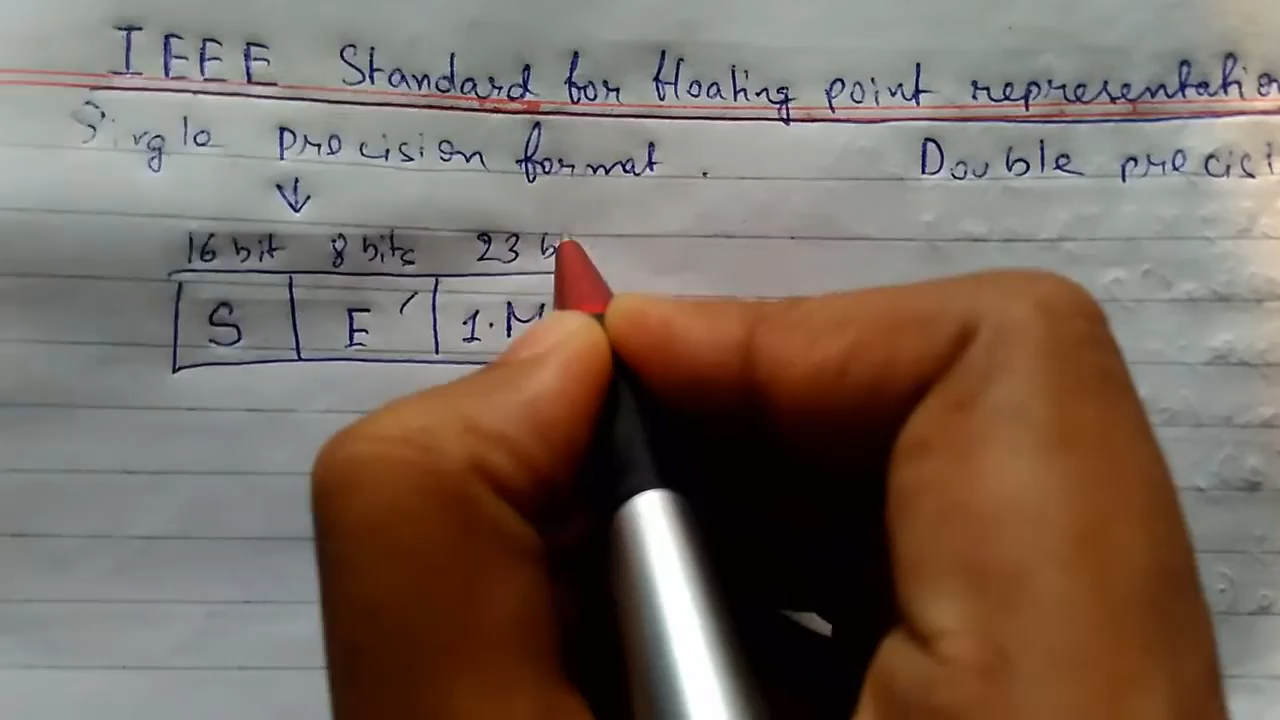 IEEE Standard for floating point representation
Single precision format. Double precisi
↓
16 bit 8 bits 23 b
S E' 1.M